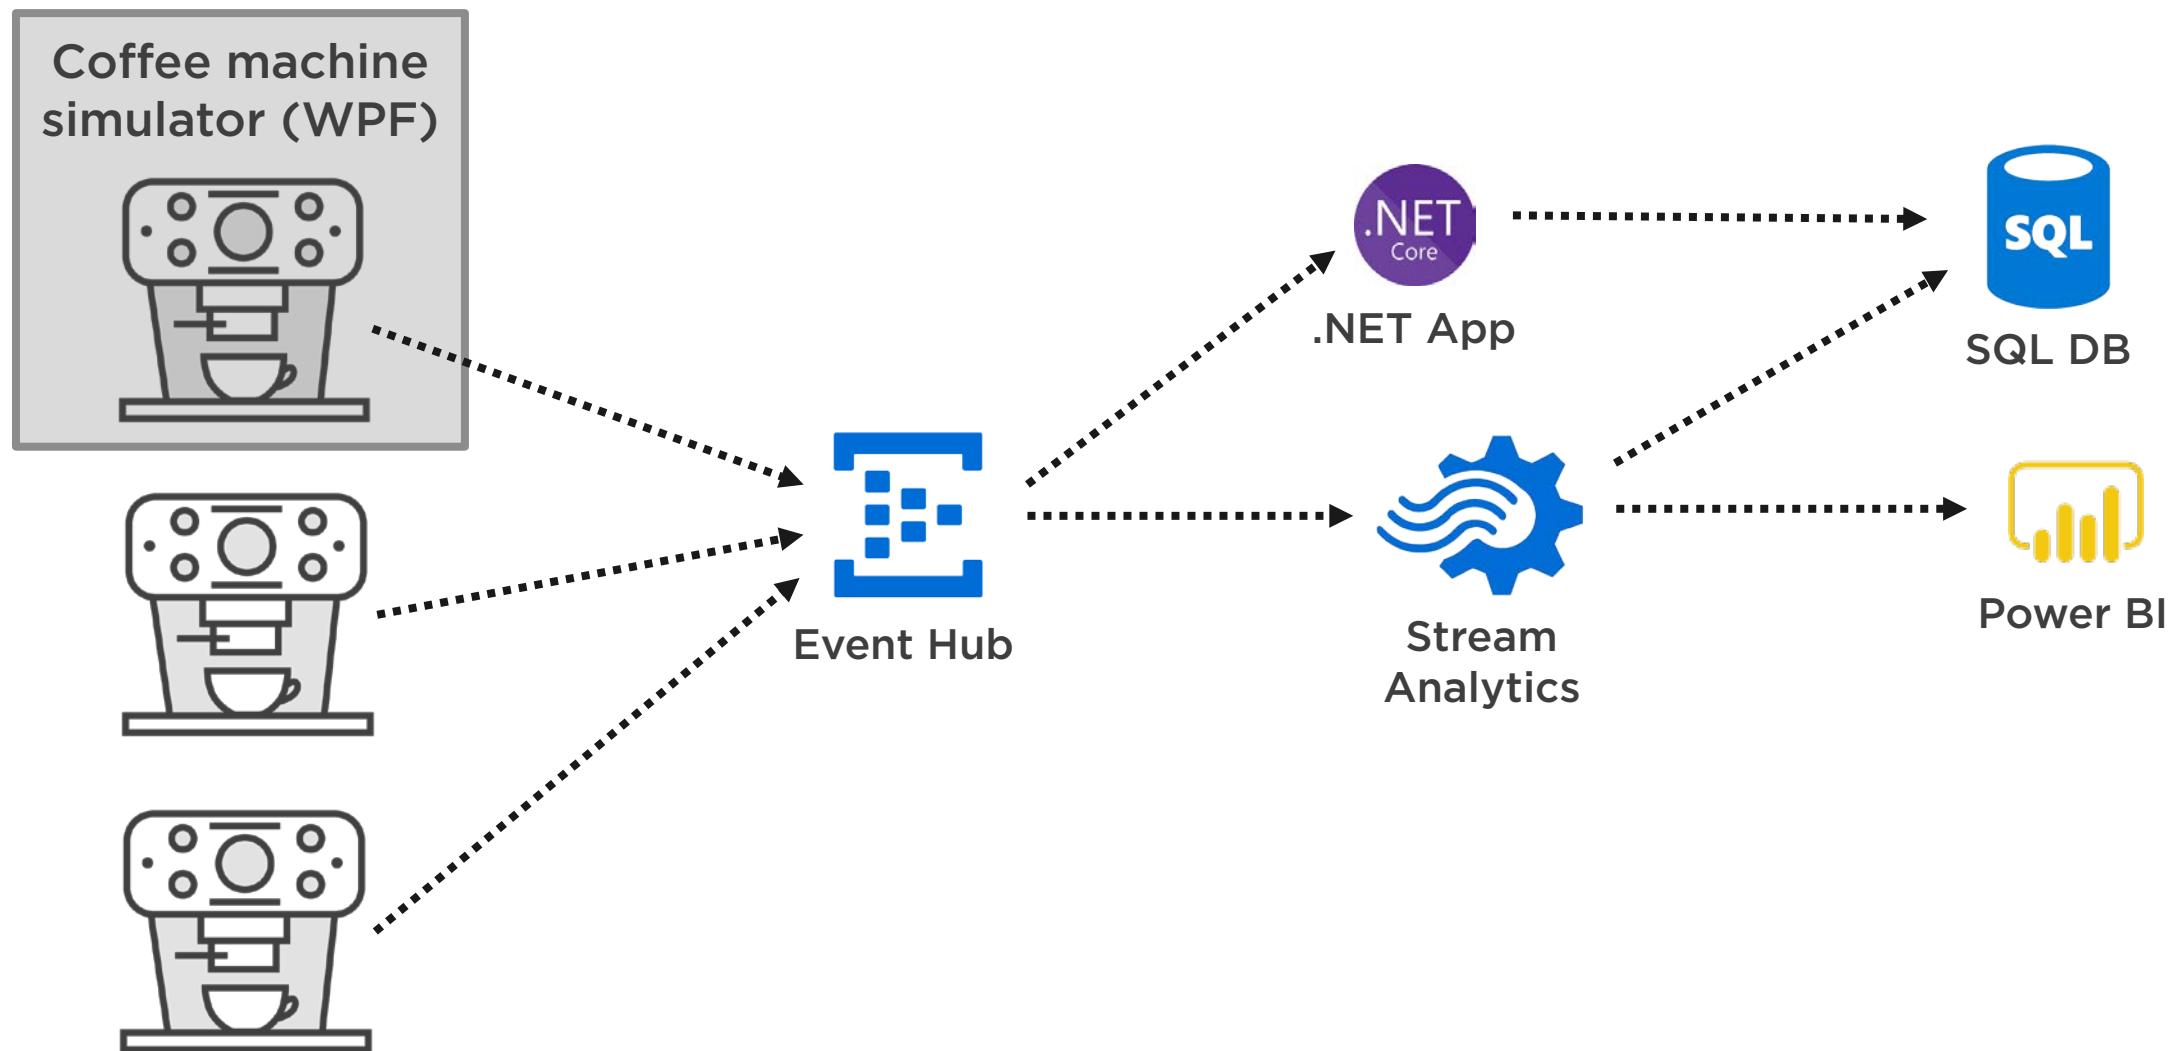 Coffee machine
simulator (WPF)
.NET
Core
.NET App
SQL
SQL DB
Event Hub
Stream
Analytics
Power BI